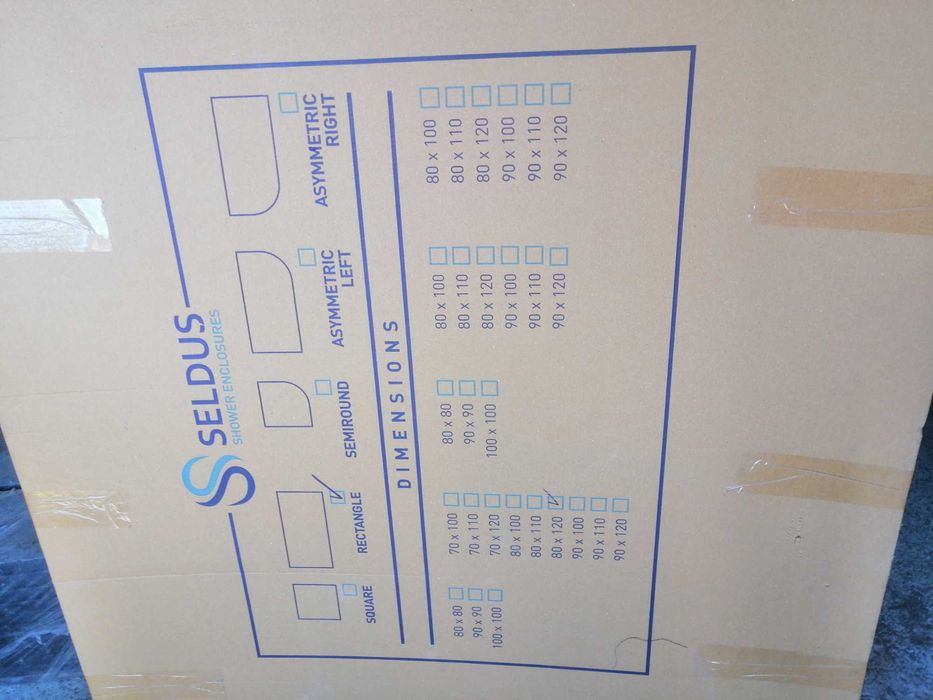 SELDUS
SHOWER ENCLOSURES
SQUARE
RECTANGLE
SEMIROUND
ASYMMETRIC
LEFT
ASYMMETRIC
RIGHT
DIMENSIONS
80 x 80
90 x 90
100 x 100
70 x 100
70 x 110
70 x 120
80 x 100
80 x 110
80 x 120
90 x 100
90 x 110
90 x 120
80 x 80
90 x 90
100 x 100
80 x 100
80 x 110
80 x 120
90 x 100
90 x 110
90 x 120
80 x 100
80 x 110
80 x 120
90 x 100
90 x 110
90 x 120